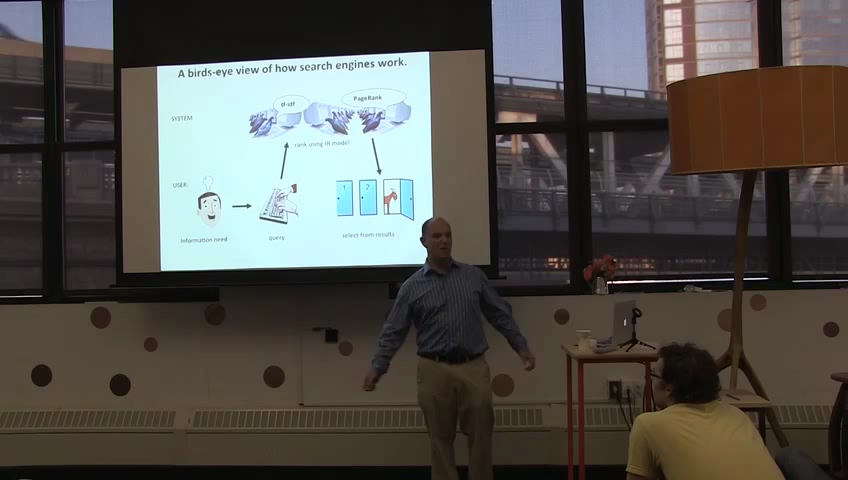 A birds-eye view of how search engines work.
tf-idf
PageRank
SYSTEM
rank using IR model
USER:
1
2
Information need
query
select from results